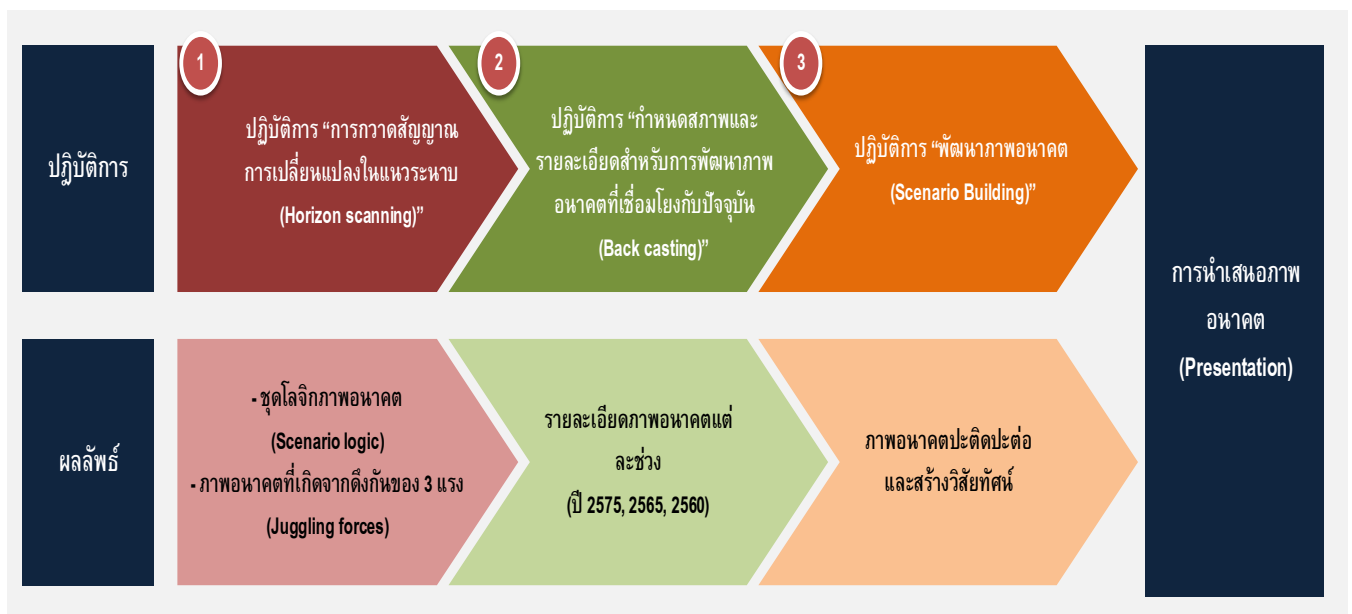 ปฏิบัติการ
1
ปฏิบัติการ “การกวาดสัญญาณ
การเปลี่ยนแปลงในแนวระนาบ
(Horizon scanning)”
2
ปฏิบัติการ “กำหนดสภาพและ
รายละเอียดสำหรับการพัฒนาภาพ
อนาคตที่เชื่อมโยงกับปัจจุบัน
(Back casting)”
3
ปฏิบัติการ “พัฒนาภาพอนาคต
(Scenario Building)”
การนำเสนอภาพ
อนาคต
(Presentation)
ผลลัพธ์
- ชุดโลจิกภาพอนาคต
(Scenario logic)
- ภาพอนาคตที่เกิดจากดึงกันของ 3 แรง
(Juggling forces)
รายละเอียดภาพอนาคตแต่
ละช่วง
(ปี 2575, 2565, 2560)
ภาพอนาคตปะติดปะต่อ
และสร้างวิสัยทัศน์